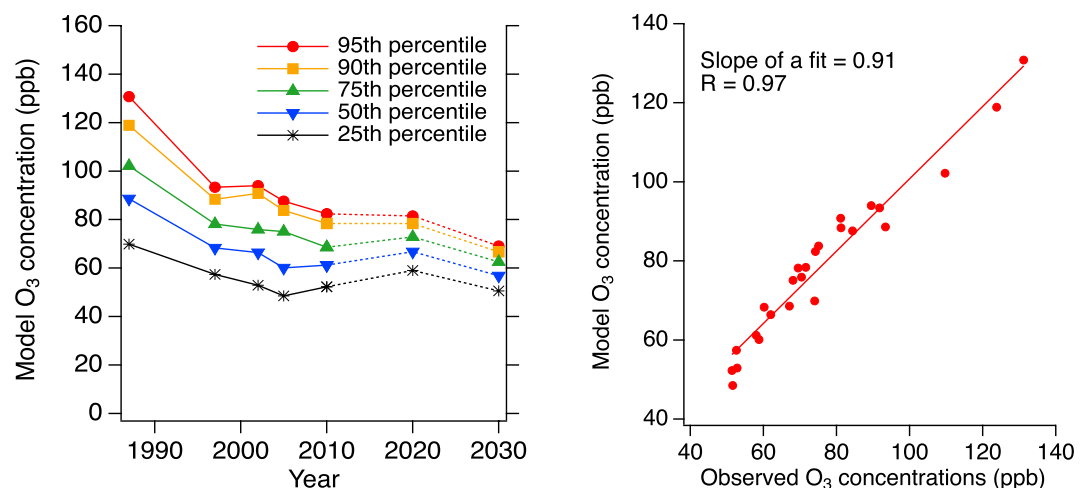 160
140
120
100
80
60
40
20
0
Model O₃ concentration (ppb)
95th percentile
90th percentile
75th percentile
50th percentile
25th percentile
1990 2000 2010 2020 2030
Year
140
120
100
80
60
40
Model O₃ concentration (ppb)
Slope of a fit = 0.91
R = 0.97
40 60 80 100 120 140
Observed O₃ concentrations (ppb)